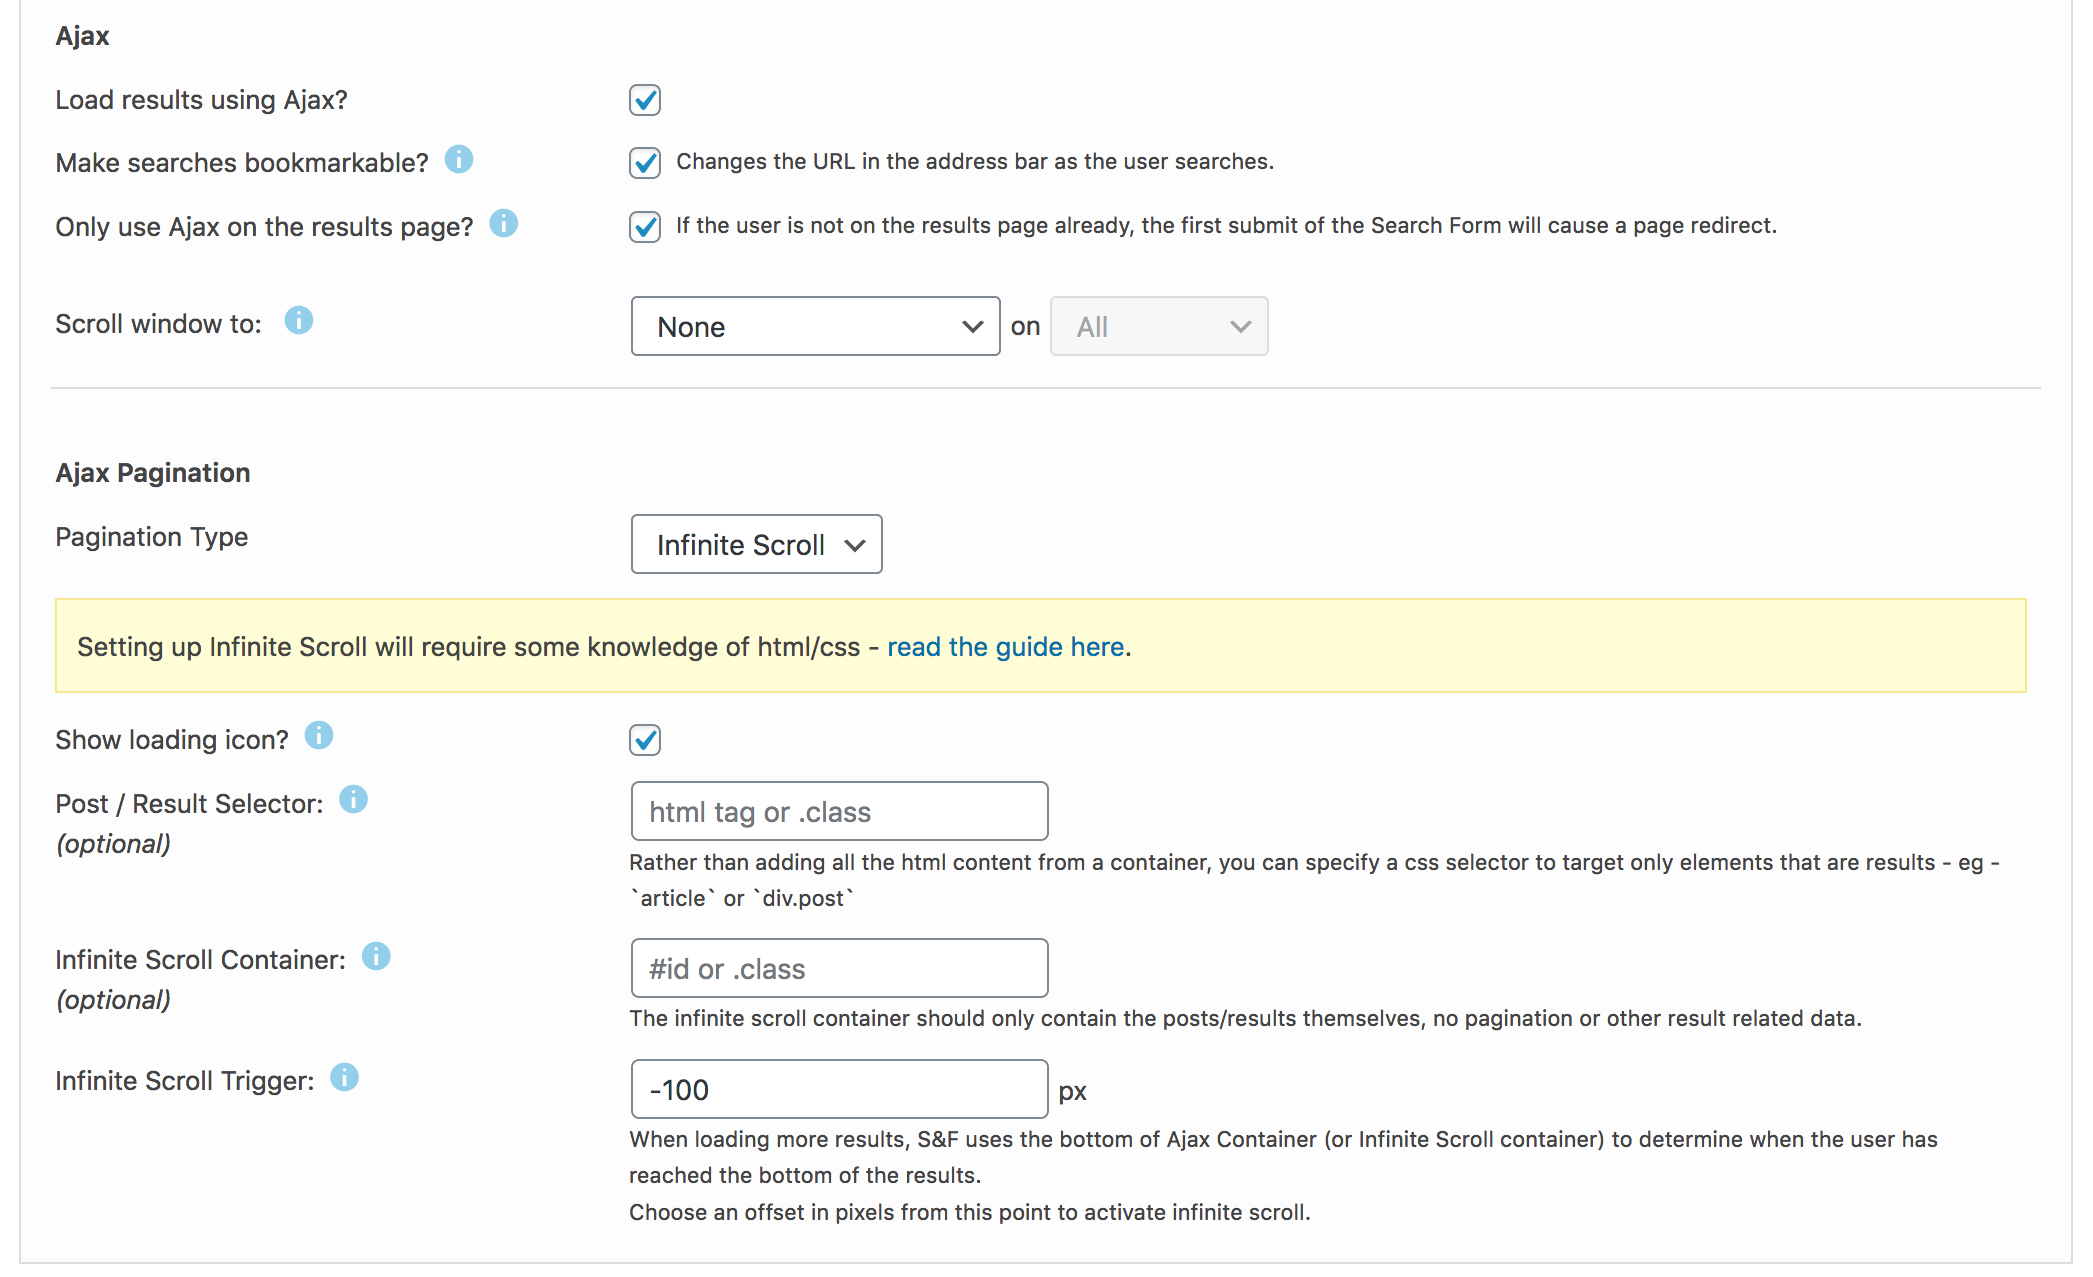 Ajax
Load results using Ajax?
Make searches bookmarkable? i Changes the URL in the address bar as the user searches.
Only use Ajax on the results page? i If the user is not on the results page already, the first submit of the Search Form will cause a page redirect.
Scroll window to: i None on All
Ajax Pagination
Pagination Type Infinite Scroll
Setting up Infinite Scroll will require some knowledge of html/css - read the guide here.
Show loading icon? i
Post / Result Selector: i html tag or .class
(optional)
Rather than adding all the html content from a container, you can specify a css selector to target only elements that are results - eg -
`article` or `div.post`
Infinite Scroll Container: i #id or .class
(optional)
The infinite scroll container should only contain the posts/results themselves, no pagination or other result related data.
Infinite Scroll Trigger: i -100 px
When loading more results, S&F uses the bottom of Ajax Container (or Infinite Scroll container) to determine when the user has
reached the bottom of the results.
Choose an offset in pixels from this point to activate infinite scroll.